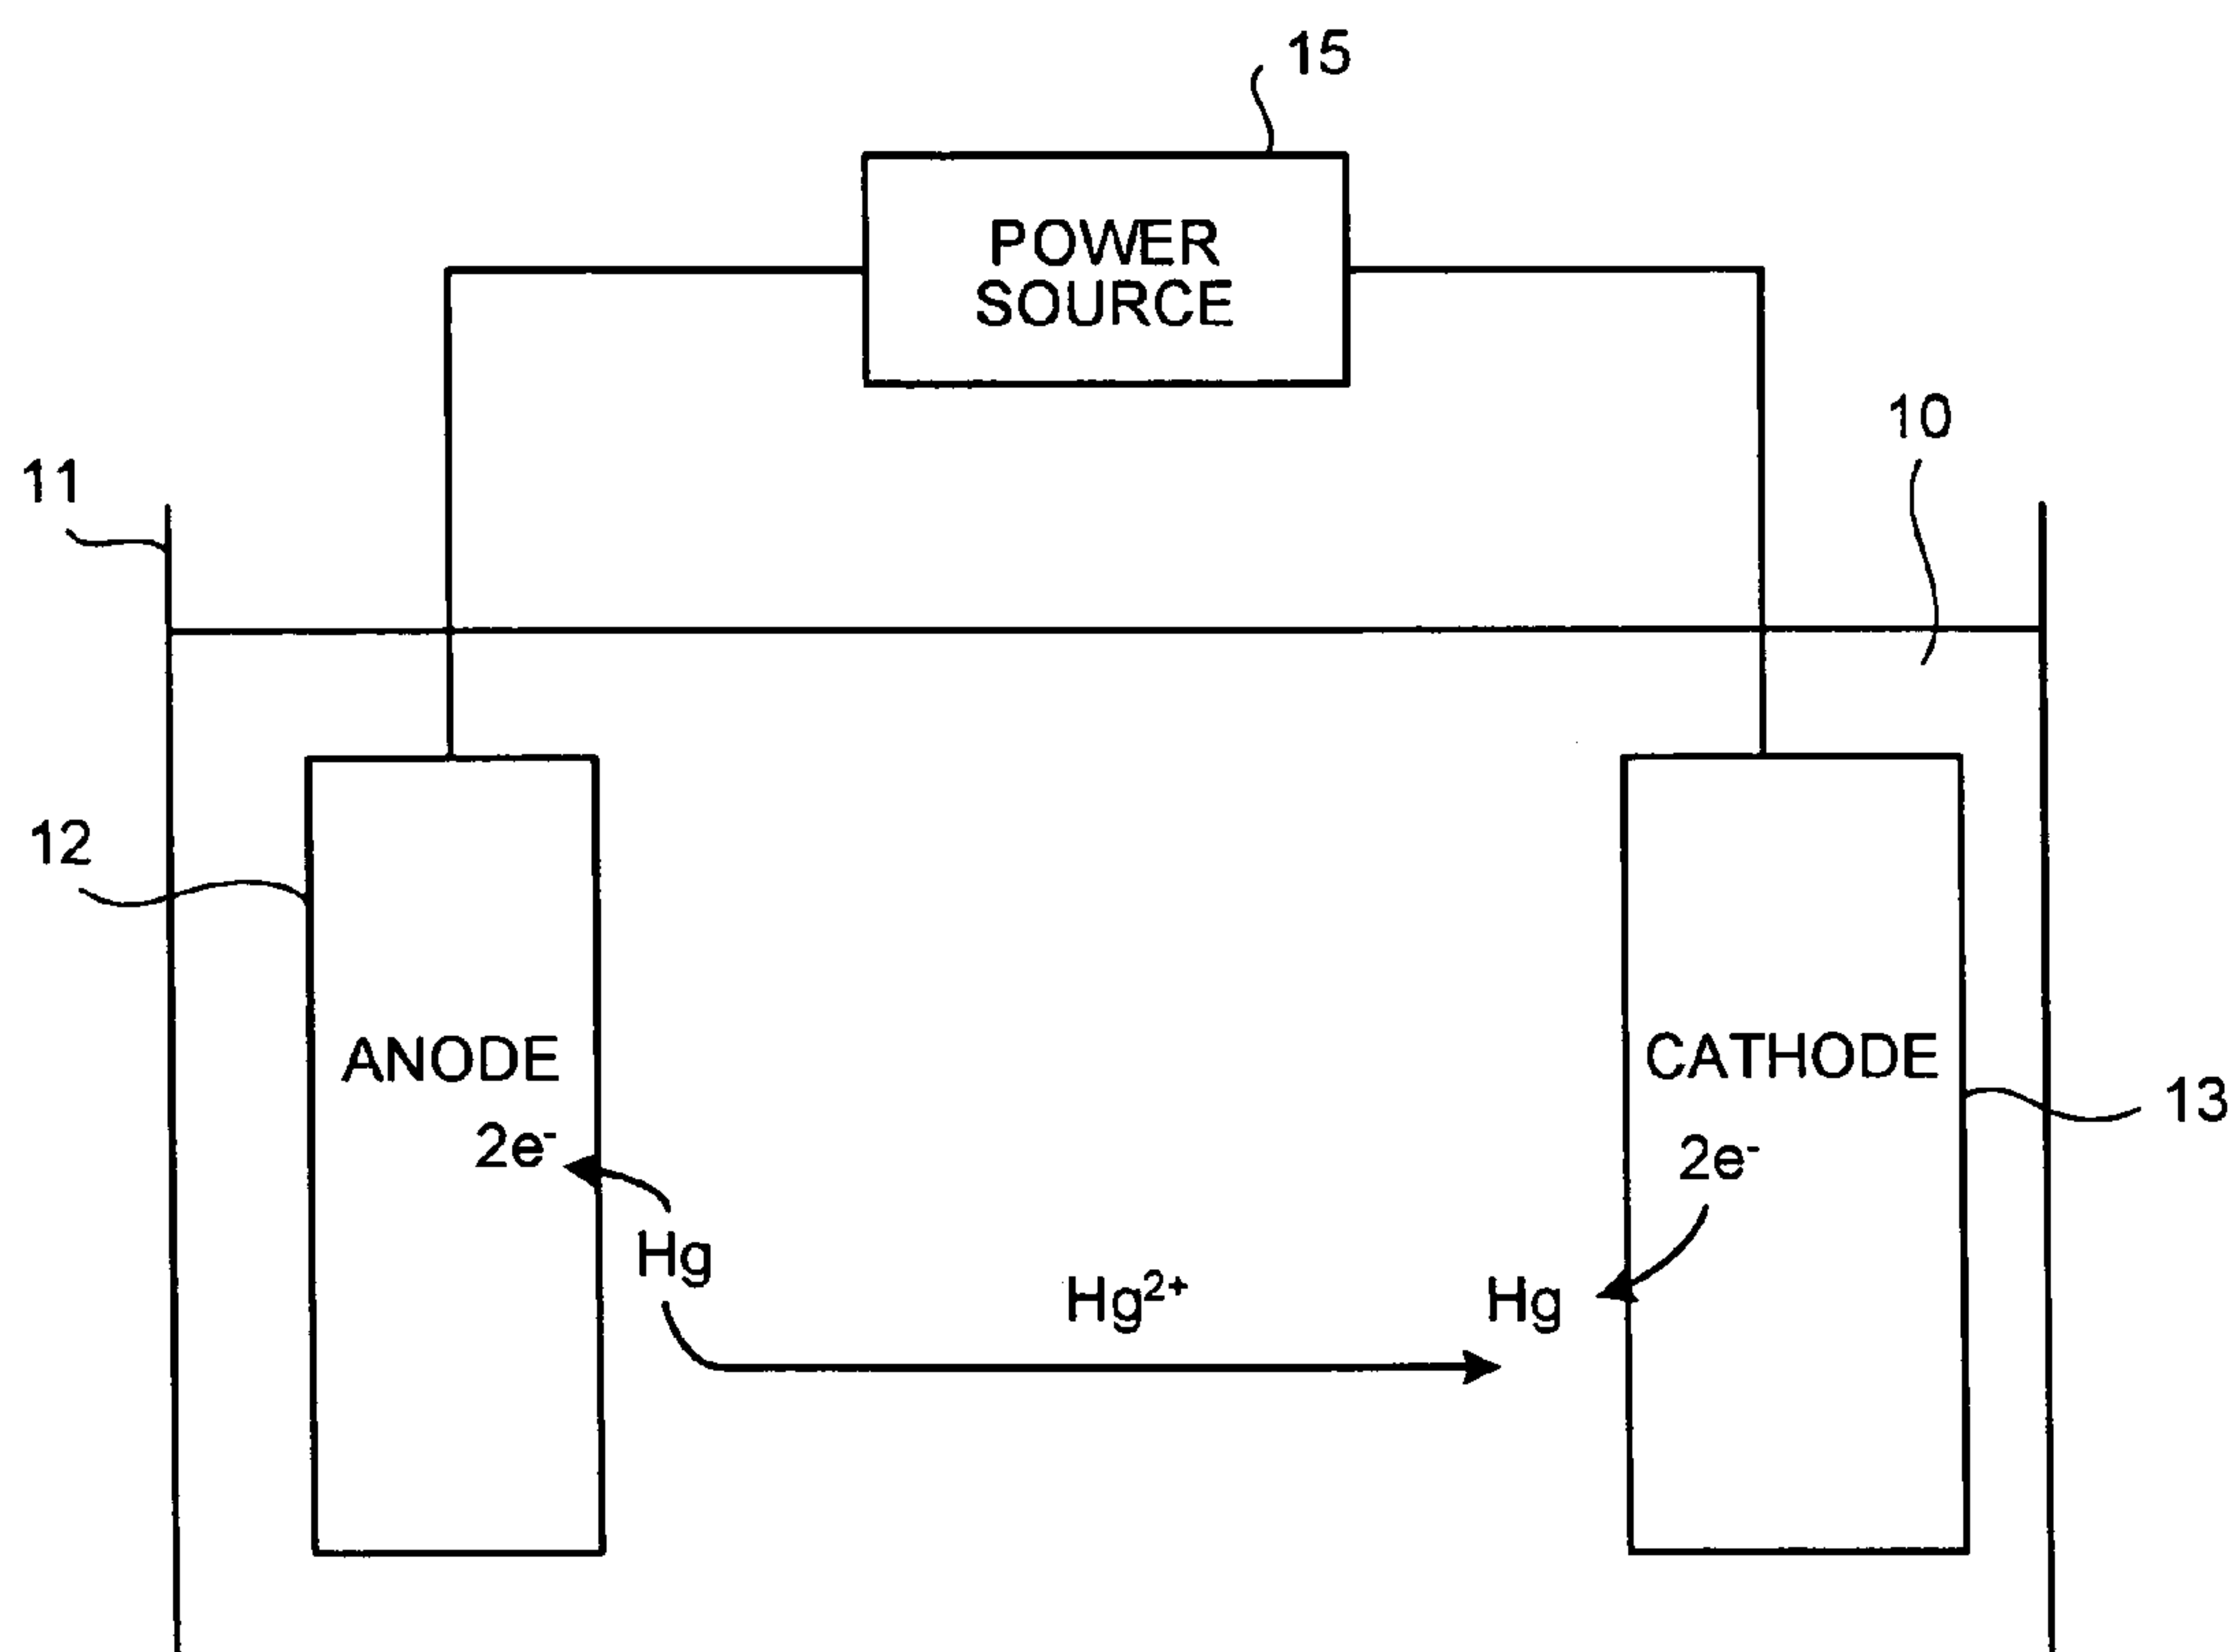 15
POWER
SOURCE
10
11
12
ANODE
CATHODE
13
2e⁻
2e⁻
Hg
Hg²⁺
Hg